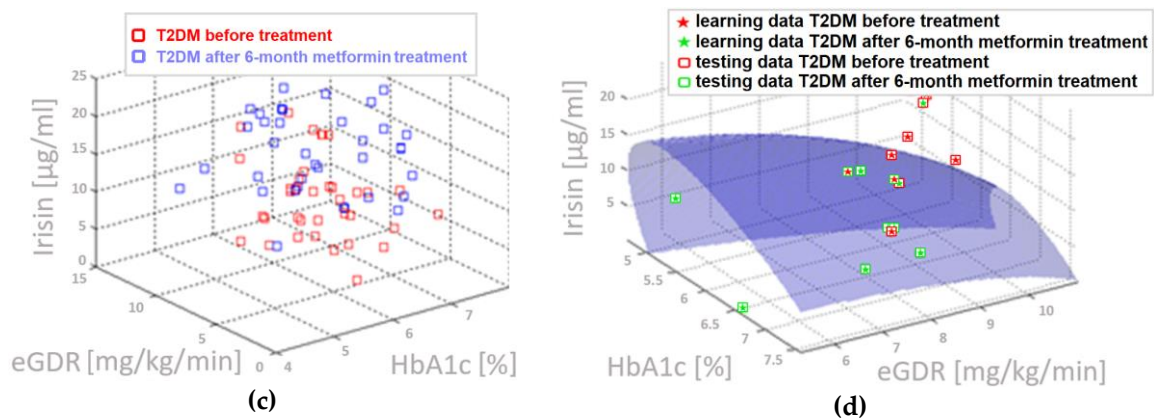 T2DM before treatment
T2DM after 6-month metformin treatment
25
20
15
10
5
0
Irisin [µg/ml]
15
10
5
0
eGDR [mg/kg/min]
4
5
6
7
HbA1c [%]
(c)
learning data T2DM before treatment
learning data T2DM after 6-month metformin treatment
testing data T2DM before treatment
testing data T2DM after 6-month metformin treatment
20
15
10
5
Irisin [µg/ml]
5
5.5
6
6.5
7
7.5
HbA1c [%]
6
7
8
9
10
eGDR [mg/kg/min]
(d)